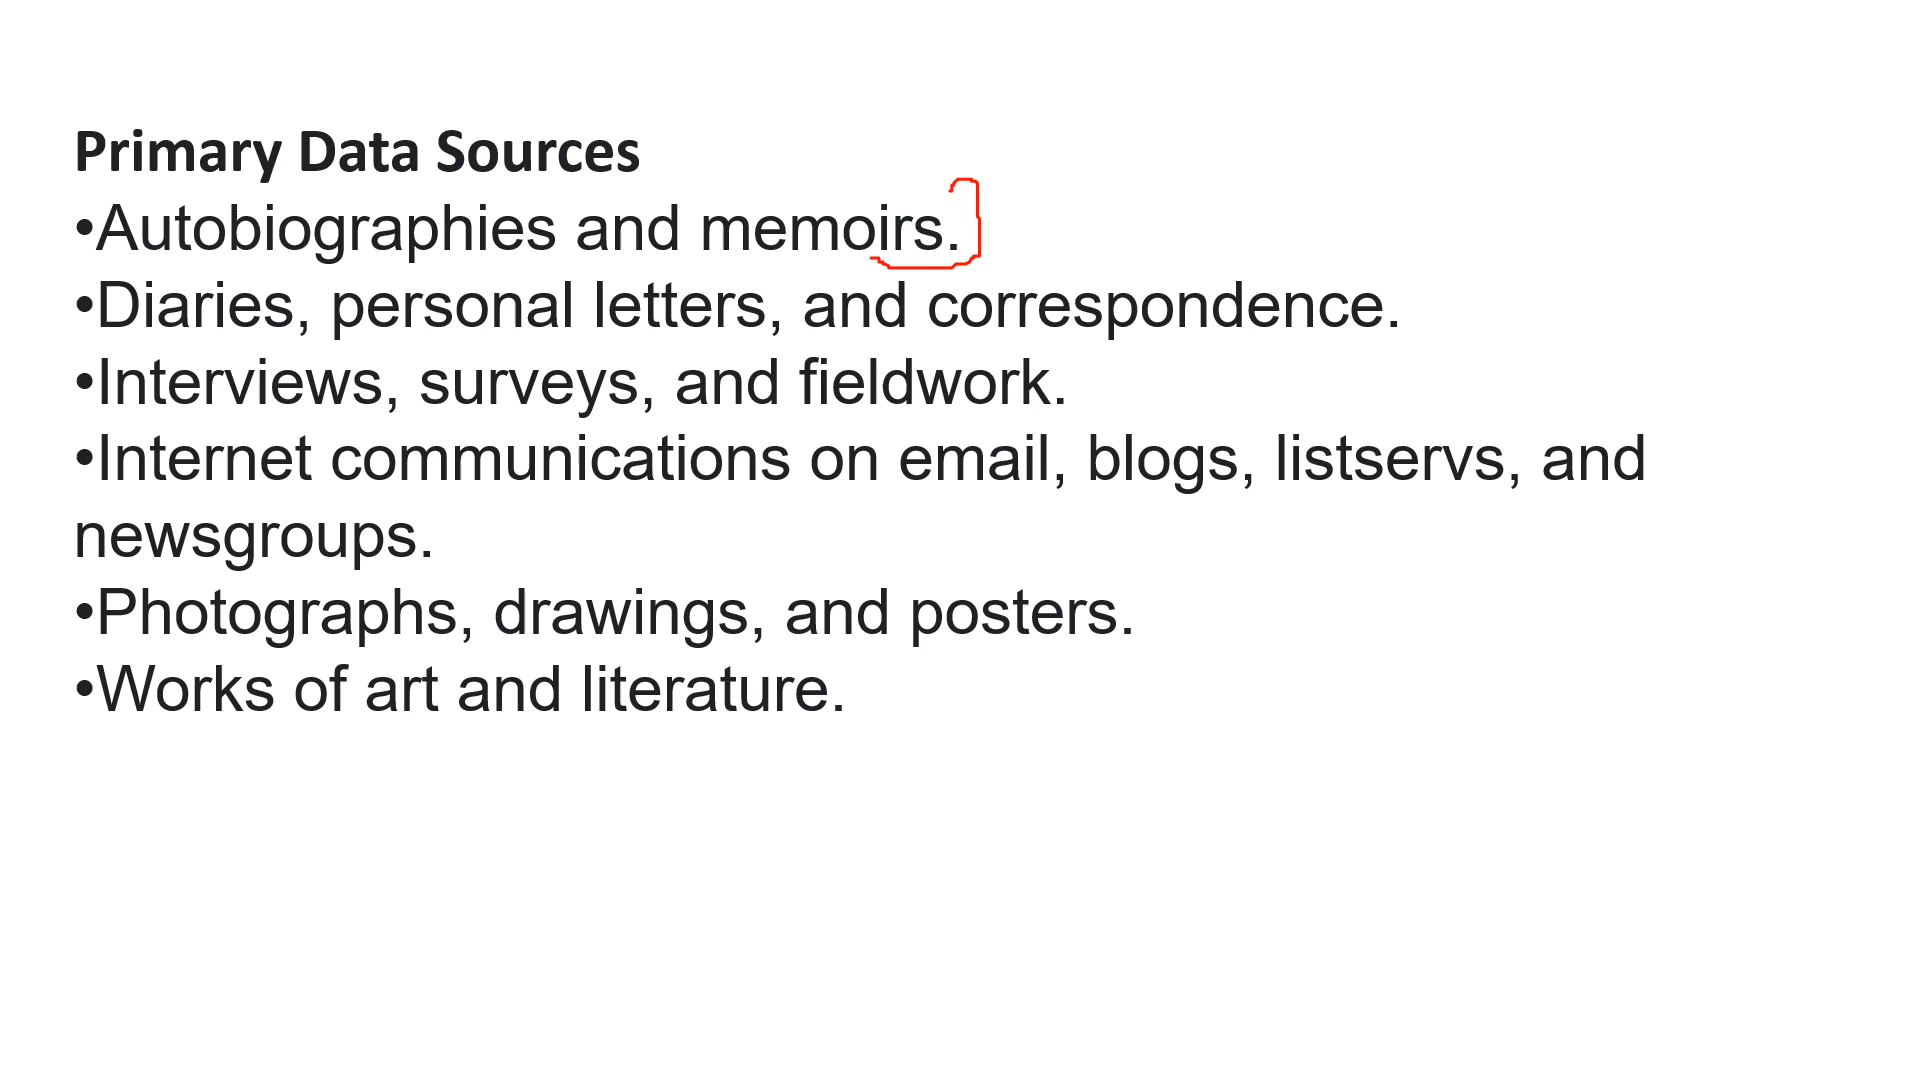 Primary Data Sources
•Autobiographies and memoirs.
•Diaries, personal letters, and correspondence.
•Interviews, surveys, and fieldwork.
•Internet communications on email, blogs, listservs, and
newsgroups.
•Photographs, drawings, and posters.
•Works of art and literature.